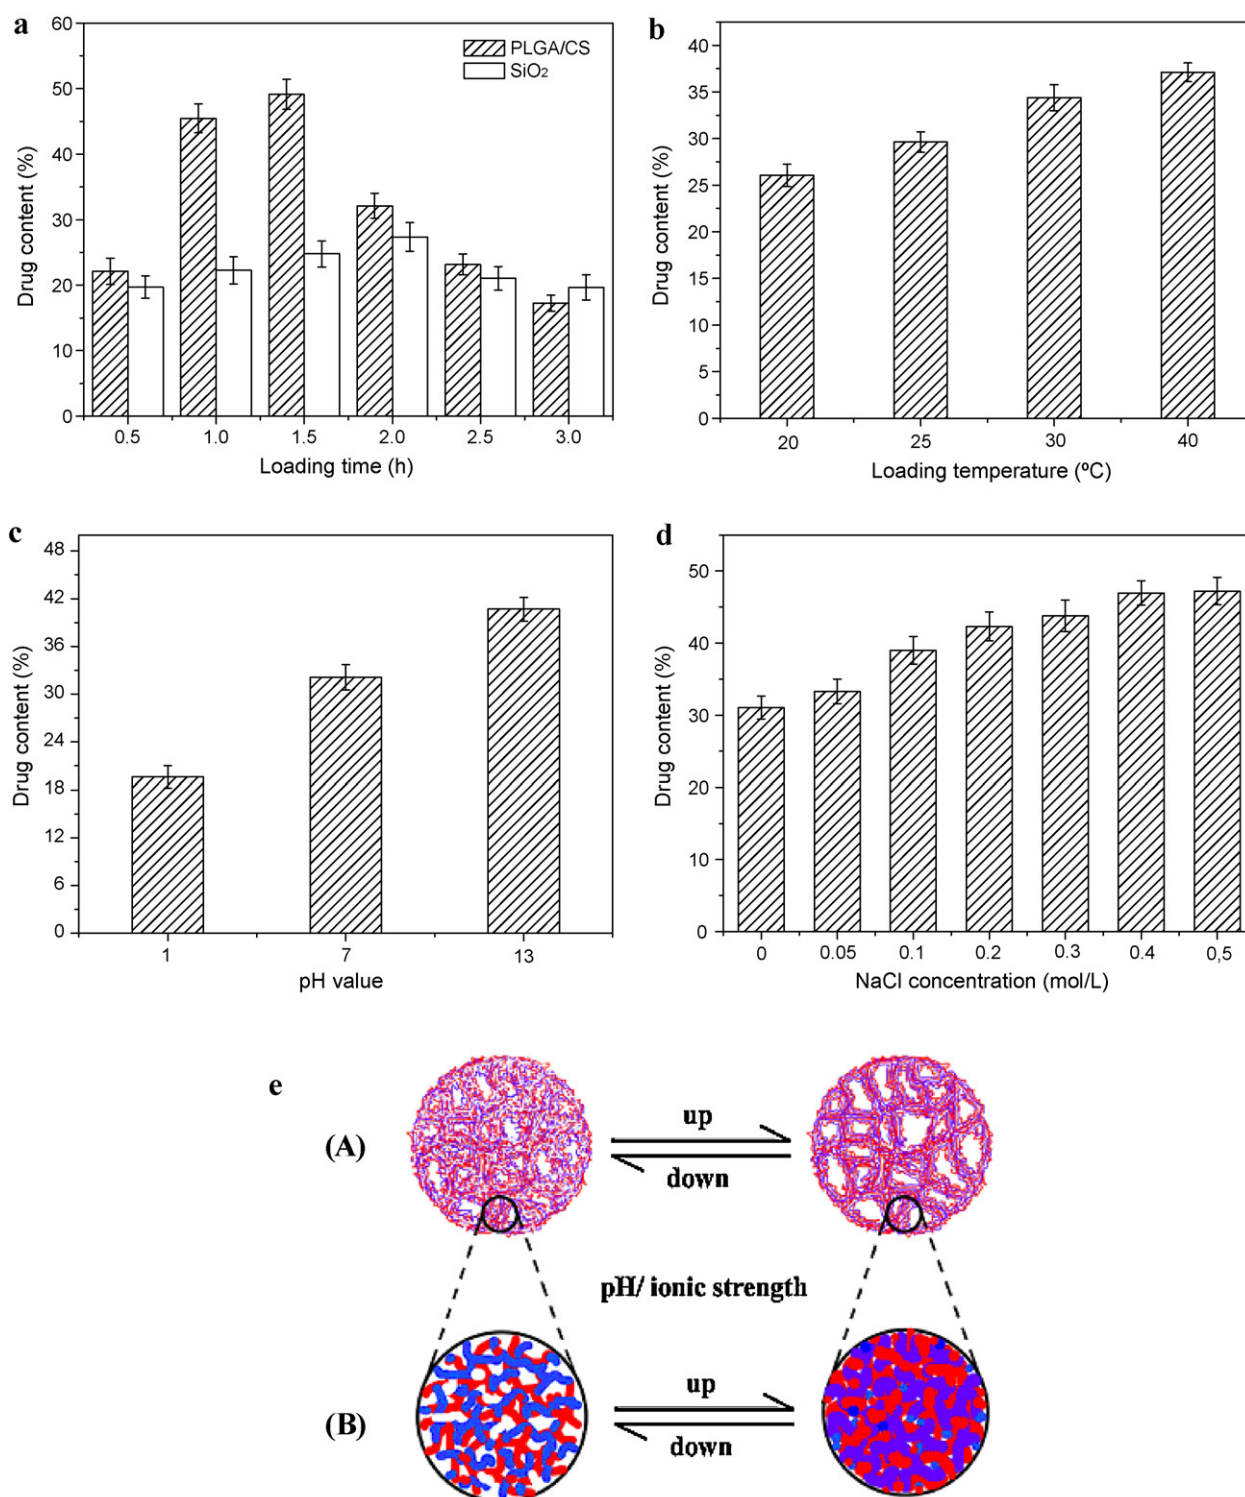 a
60
50
40
30
20
10
0
Drug content (%)
PLGA/CS
SiO₂
0.5 1.0 1.5 2.0 2.5 3.0
Loading time (h)
b
40
35
30
25
20
15
10
5
0
Drug content (%)
20 25 30 40
Loading temperature (ºC)
c
48
42
36
30
24
18
12
6
0
Drug content (%)
1 7 13
pH value
d
50
40
30
20
10
0
Drug content (%)
0 0.05 0.1 0.2 0.3 0.4 0,5
NaCl concentration (mol/L)
e
(A)
up
down
pH/ ionic strength
(B)
up
down